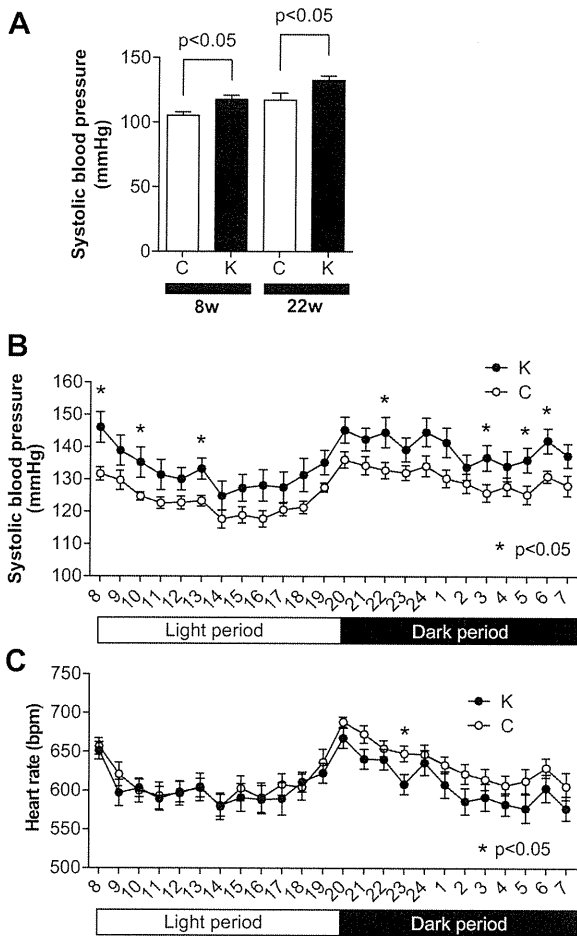 A
p<0.05
p<0.05
Systolic blood pressure
(mmHg)
150
100
50
0
C K C K
8w 22w
B
Systolic blood pressure
(mmHg)
160
150
140
130
120
110
100
K
C
* * * * * * *
* p<0.05
8 9 10 11 12 13 14 15 16 17 18 19 20 21 22 23 24 1 2 3 4 5 6 7
Light period Dark period
C
Heart rate (bpm)
750
700
650
600
550
500
K
C
*
* p<0.05
8 9 10 11 12 13 14 15 16 17 18 19 20 21 22 23 24 1 2 3 4 5 6 7
Light period Dark period